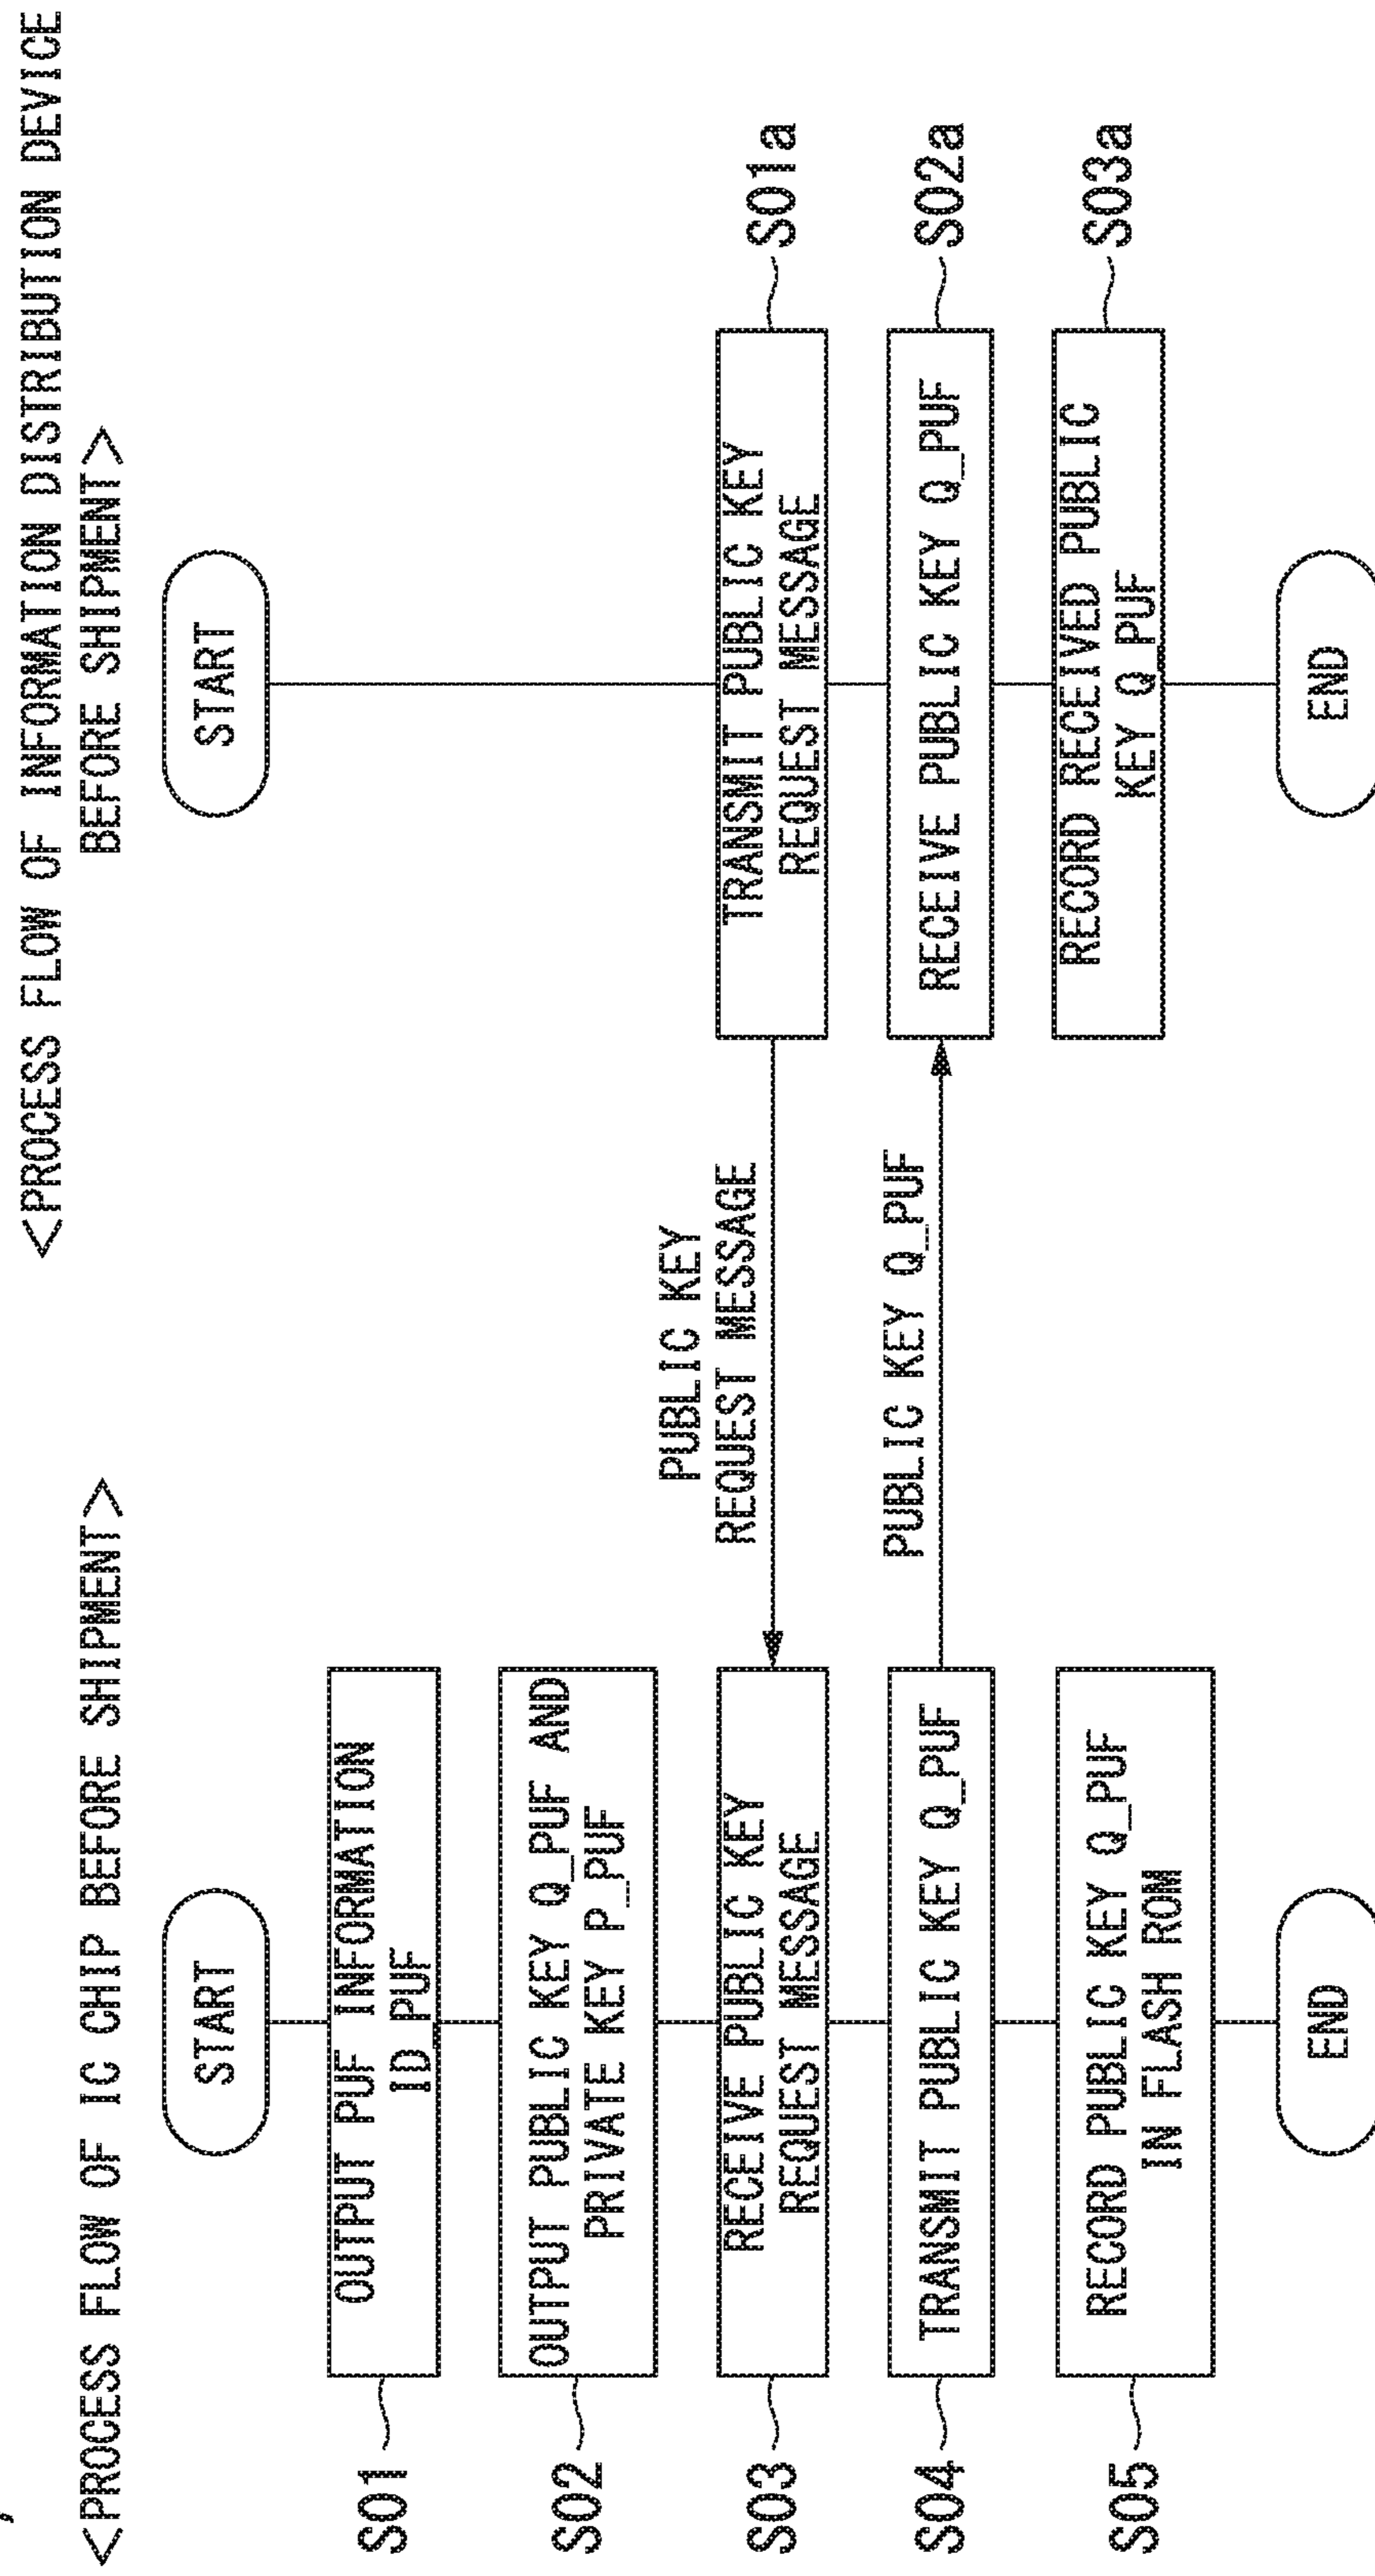 <PROCESS FLOW OF IC CHIP BEFORE SHIPMENT>
START
S01
OUTPUT PUF INFORMATION
ID_PUF
S02
OUTPUT PUBLIC KEY Q_PUF AND
PRIVATE KEY P_PUF
S03
RECEIVE PUBLIC KEY
REQUEST MESSAGE
S04
TRANSMIT PUBLIC KEY Q_PUF
S05
RECORD PUBLIC KEY Q_PUF
IN FLASH ROM
END
PUBLIC KEY
REQUEST MESSAGE
PUBLIC KEY Q_PUF
<PROCESS FLOW OF INFORMATION DISTRIBUTION DEVICE
BEFORE SHIPMENT>
START
TRANSMIT PUBLIC KEY
REQUEST MESSAGE
S01a
RECEIVE PUBLIC KEY Q_PUF
S02a
RECORD RECEIVED PUBLIC
KEY Q_PUF
S03a
END